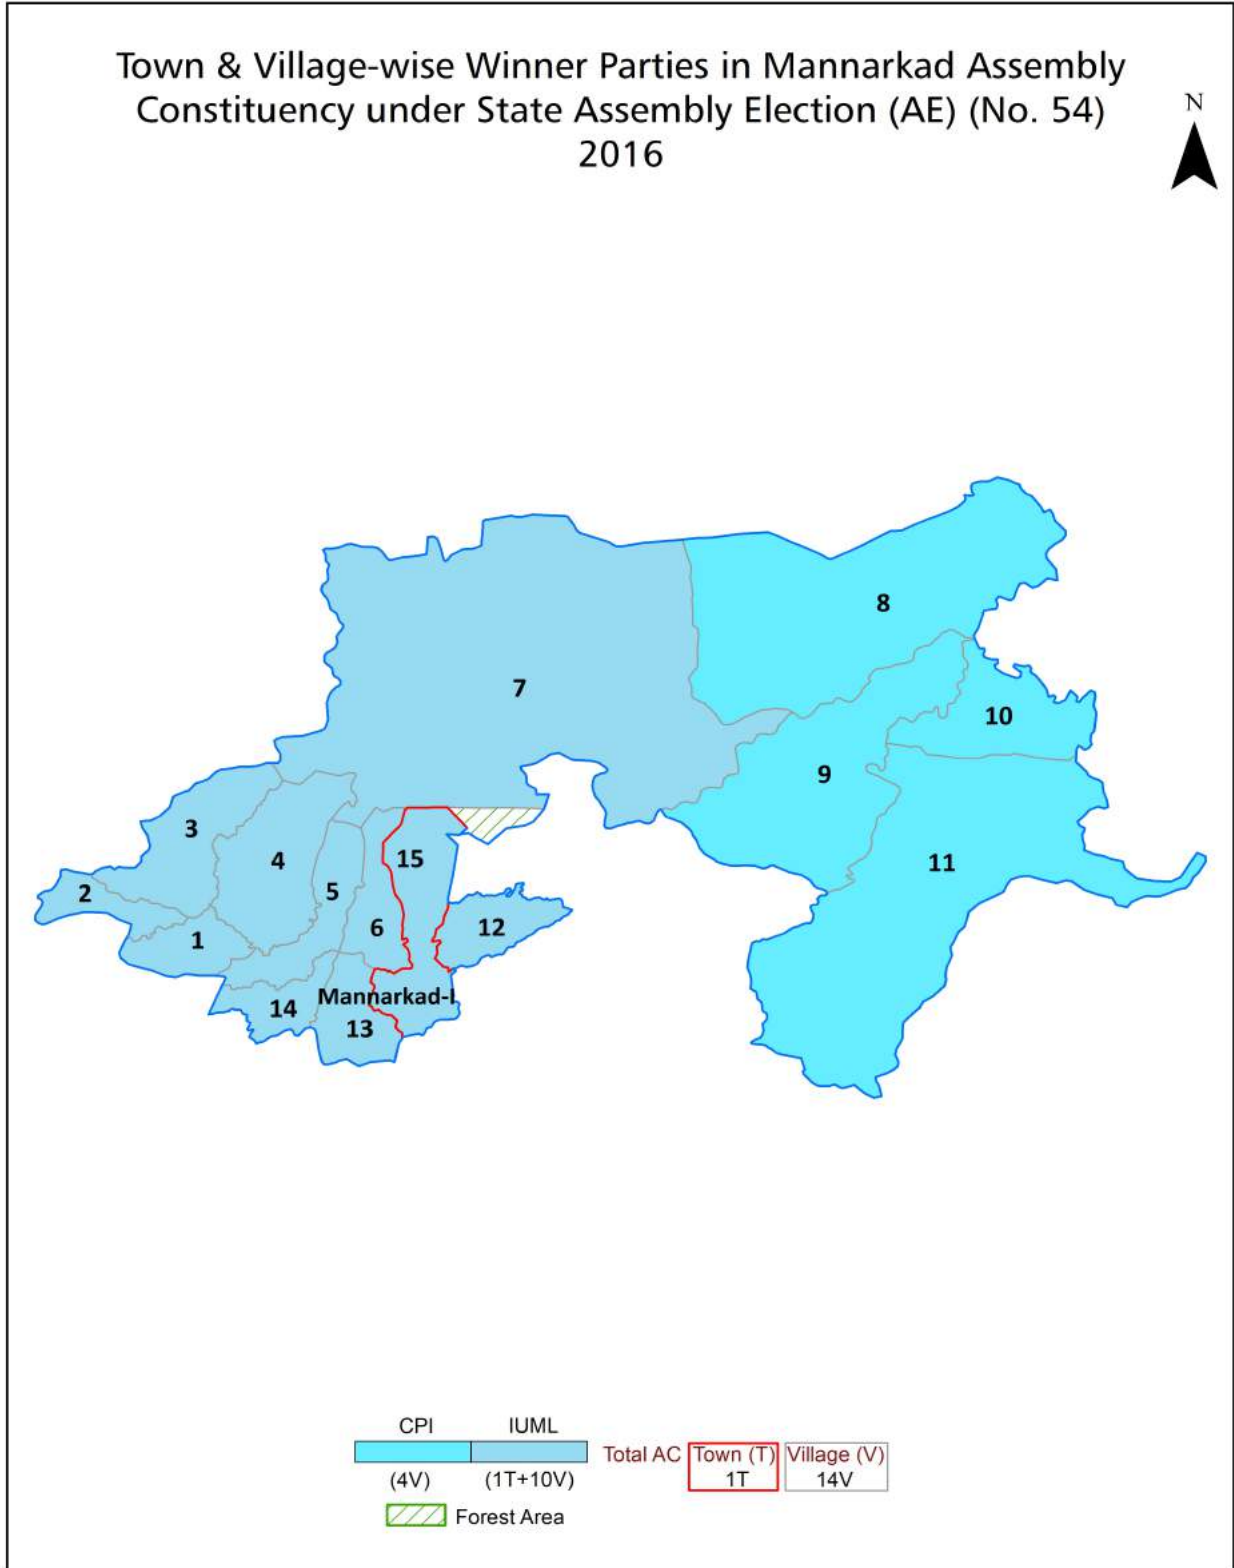 Town & Village-wise Winner Parties in Mannarkad Assembly
Constituency under State Assembly Election (AE) (No. 54)
2016
N
8
7
10
9
3
15
4
11
5
2
12
6
1
Mannarkad-I
14
13
CPI IUML
Total AC Town (T) Village (V)
(4V) (1T+10V) 1T 14V
Forest Area